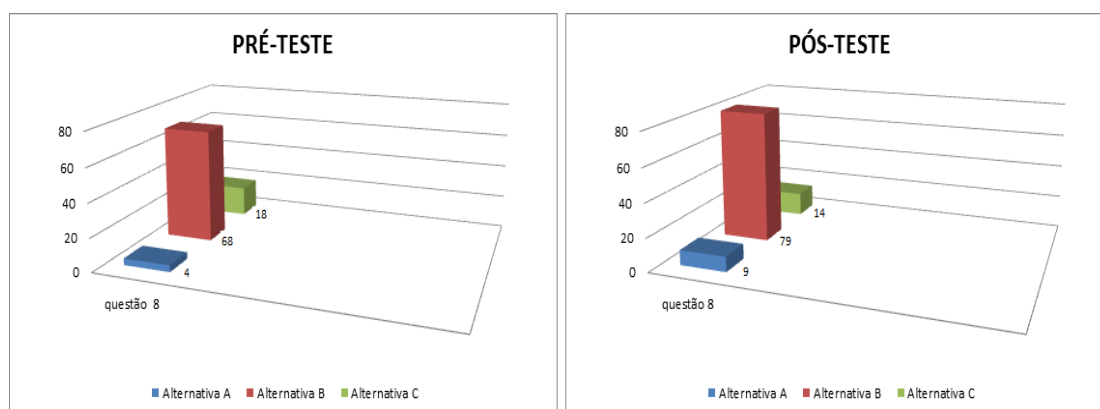 PRÉ-TESTE
80
60
40
20
0
18
68
4
questão 8
Alternativa A Alternativa B Alternativa C
PÓS-TESTE
80
60
40
20
0
14
79
9
questão 8
Alternativa A Alternativa B Alternativa C